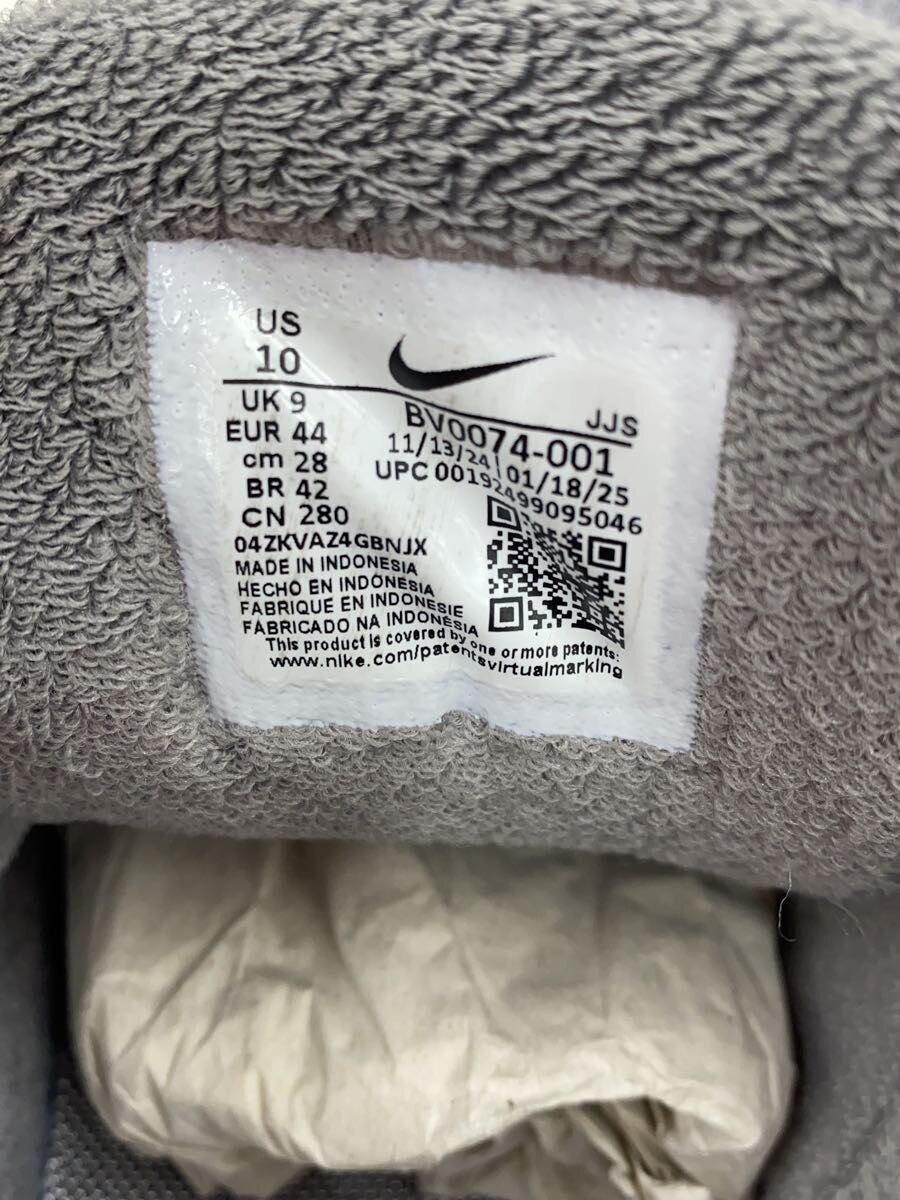 US
10
UK 9
EUR 44
cm 28
BR 42
CN 280
JJS
BV0074-001
11/13/24 | 01/18/25
UPC 00192499095046
04ZKVAZ4GBNJX
MADE IN INDONESIA
HECHO EN INDONESIA
FABRIQUE EN INDONESIE
FABRICADO NA INDONÉSIA
This product is covered by one or more patents:
www.nike.com/patentsvirtualmarking